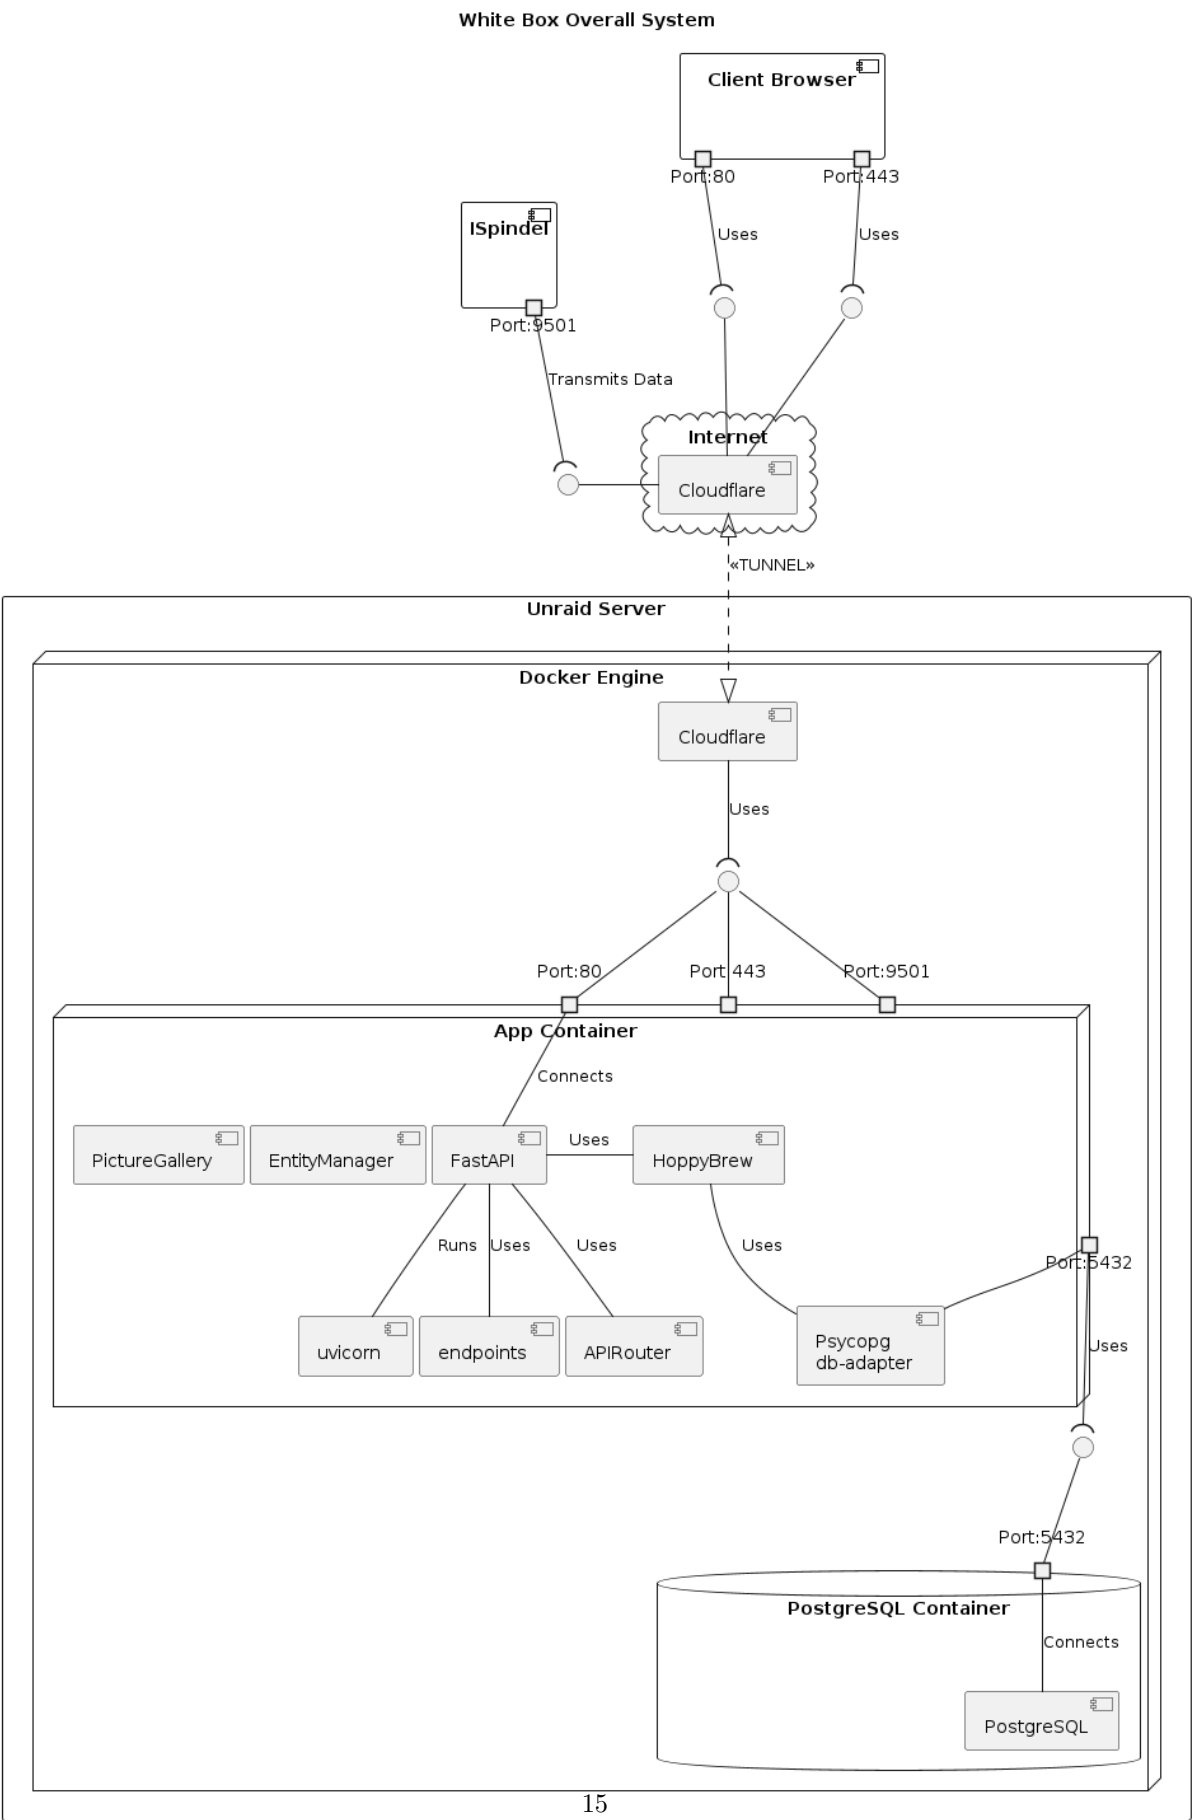 White Box Overall System
Client Browser
Port:80
Port:443
ISpindel
Uses
Uses
Port:9501
Transmits Data
Internet
Cloudflare
«TUNNEL»
Unraid Server
Docker Engine
Cloudflare
Uses
Port:80
Port:443
Port:9501
App Container
Connects
PictureGallery
EntityManager
FastAPI
Uses
HoppyBrew
Runs
Uses
Uses
Uses
Port:5432
uvicorn
endpoints
APIRouter
Psycopg
db-adapter
Uses
Port:5432
PostgreSQL Container
Connects
PostgreSQL
15